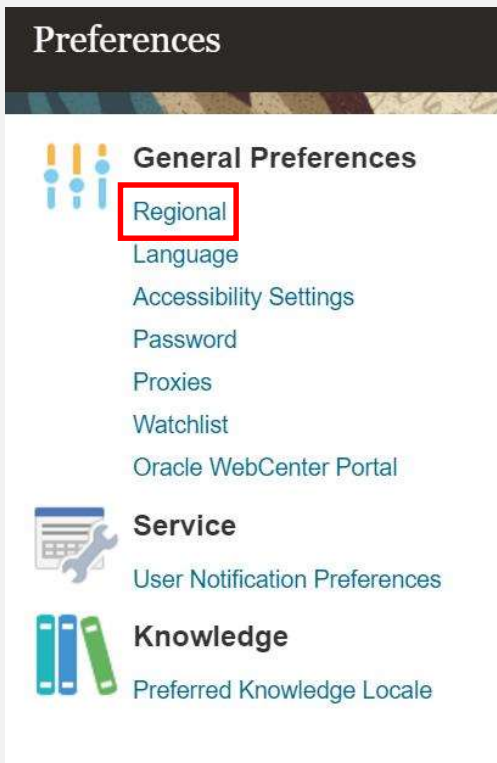 Preferences
General Preferences
Regional
Language
Accessibility Settings
Password
Proxies
Watchlist
Oracle WebCenter Portal
Service
User Notification Preferences
Knowledge
Preferred Knowledge Locale